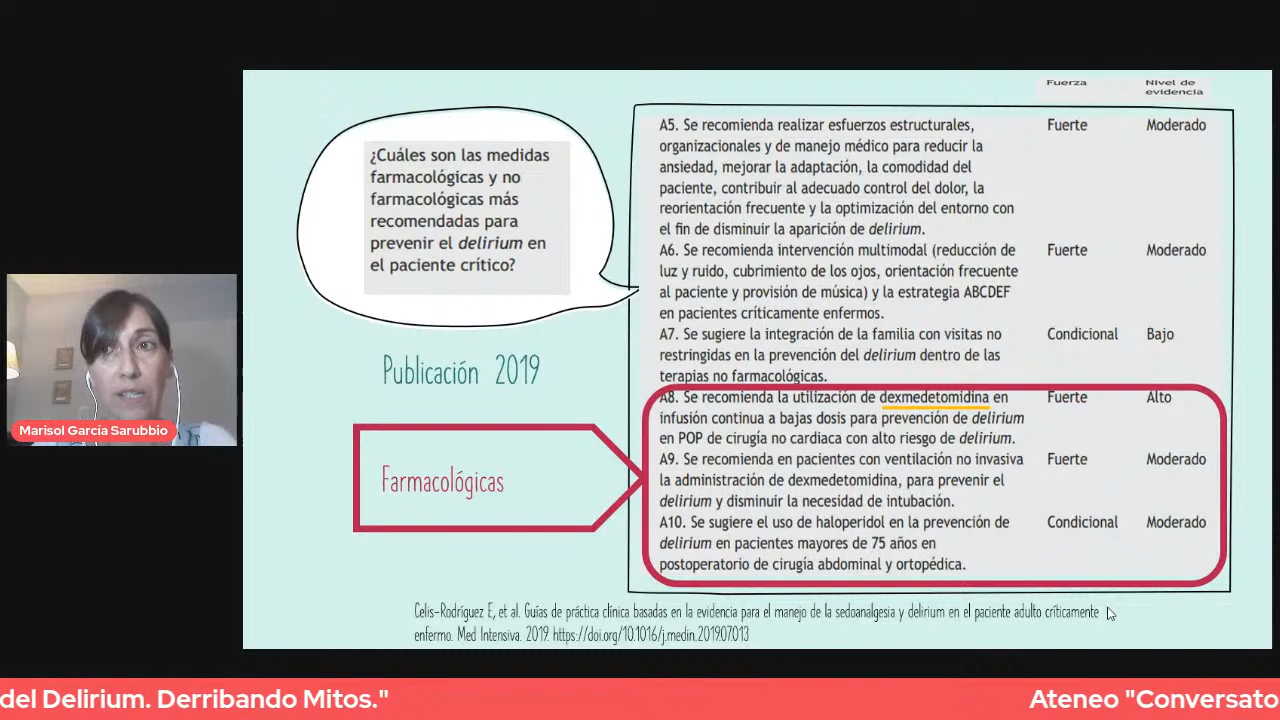 Fuerza
Nivel de
evidencia
¿Cuáles son las medidas
farmacológicas y no
farmacológicas más
recomendadas para
prevenir el delirium en
el paciente crítico?
Publicación 2019
Farmacológicas
A5. Se recomienda realizar esfuerzos estructurales, Fuerte Moderado
organizacionales y de manejo médico para reducir la
ansiedad, mejorar la adaptación, la comodidad del
paciente, contribuir al adecuado control del dolor, la
reorientación frecuente y la optimización del entorno con
el fin de disminuir la aparición de delirium.
A6. Se recomienda intervención multimodal (reducción de Fuerte Moderado
luz y ruido, cubrimiento de los ojos, orientación frecuente
al paciente y provisión de música) y la estrategia ABCDEF
en pacientes críticamente enfermos.
A7. Se sugiere la integración de la familia con visitas no Condicional Bajo
restringidas en la prevención del delirium dentro de las
terapias no farmacológicas.
A8. Se recomienda la utilización de dexmedetomidina en Fuerte Alto
infusión continua a bajas dosis para prevención de delirium
en POP de cirugía no cardiaca con alto riesgo de delirium.
A9. Se recomienda en pacientes con ventilación no invasiva Fuerte Moderado
la administración de dexmedetomidina, para prevenir el
delirium y disminuir la necesidad de intubación.
A10. Se sugiere el uso de haloperidol en la prevención de Condicional Moderado
delirium en pacientes mayores de 75 años en
postoperatorio de cirugía abdominal y ortopédica.
Celis-Rodríguez E, et al. Guías de práctica clínica basadas en la evidencia para el manejo de la sedoanalgesia y delirium en el paciente adulto críticamente
enfermo. Med Intensiva. 2019. https://doi.org/10.1016/j.medin.2019.07.013
Marisol García Sarubbio
del Delirium. Derribando Mitos."
Ateneo "Conversato